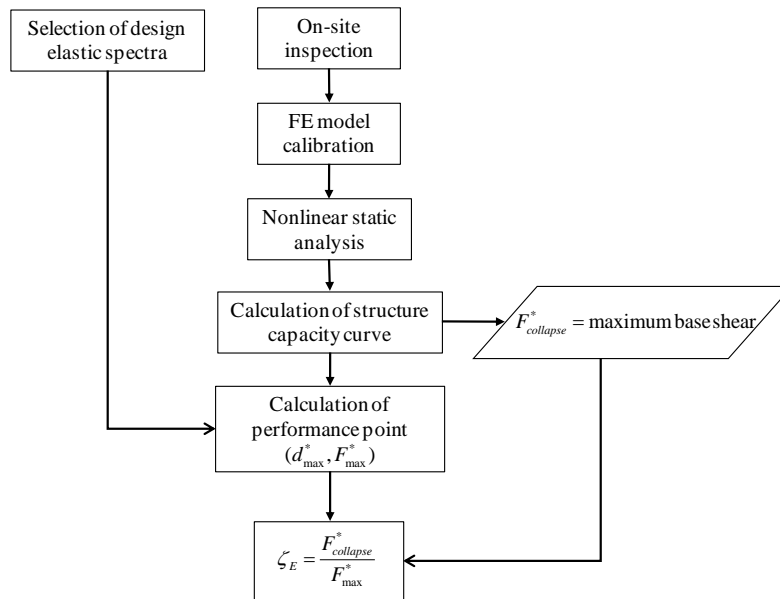 Selection of design
elastic spectra
On-site
inspection
FE model
calibration
Nonlinear static
analysis
Calculation of structure
capacity curve
F*collapse = maximum base shear
Calculation of
performance point
(d*max, F*max)
ζE = F*collapse / F*max